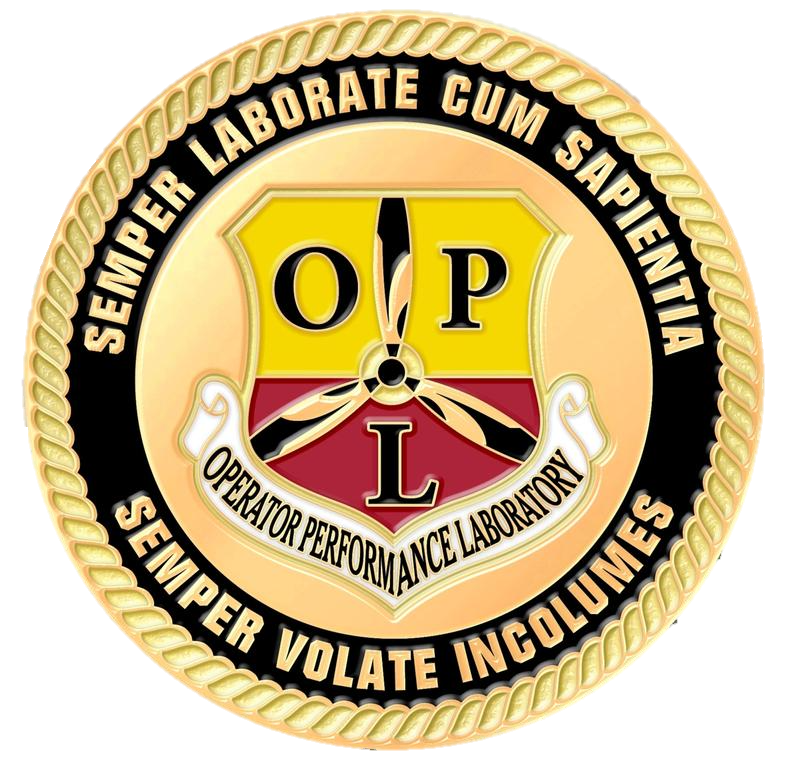 SEMPER LABORATE CUM SAPIENTIA
O P
L
OPERATOR PERFORMANCE LABORATORY
SEMPER VOLATE INCOLUMES